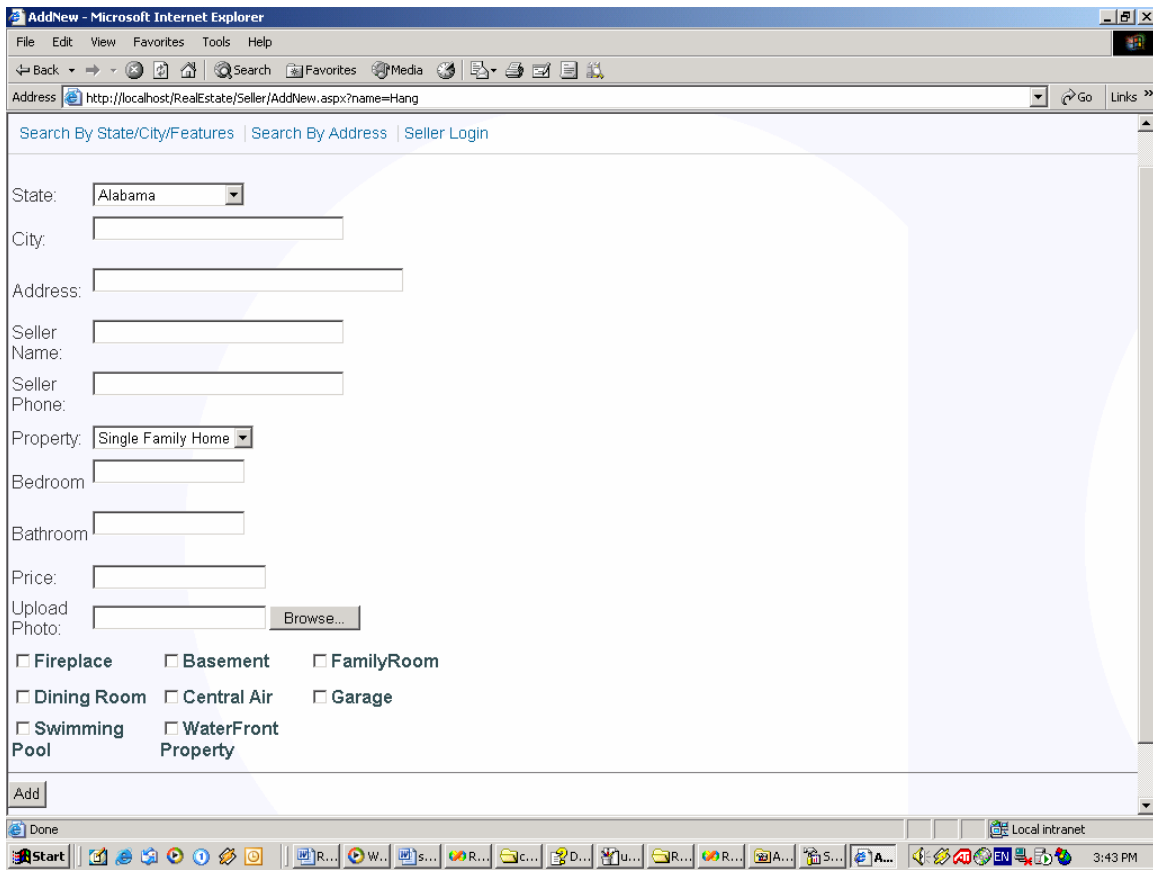 AddNew - Microsoft Internet Explorer
File Edit View Favorites Tools Help
Back Search Favorites Media
Address http://localhost/RealEstate/Seller/AddNew.aspx?name=Hang Go Links »
Search By State/City/Features | Search By Address | Seller Login
State: Alabama
City:
Address:
Seller
Name:
Seller
Phone:
Property: Single Family Home
Bedroom
Bathroom
Price:
Upload
Photo: Browse...
Fireplace Basement FamilyRoom
Dining Room Central Air Garage
Swimming
Pool WaterFront
Property
Add
Done Local intranet
Start R... W... s... R... c... D... u... R... R... A... S... A... EN 3:43 PM